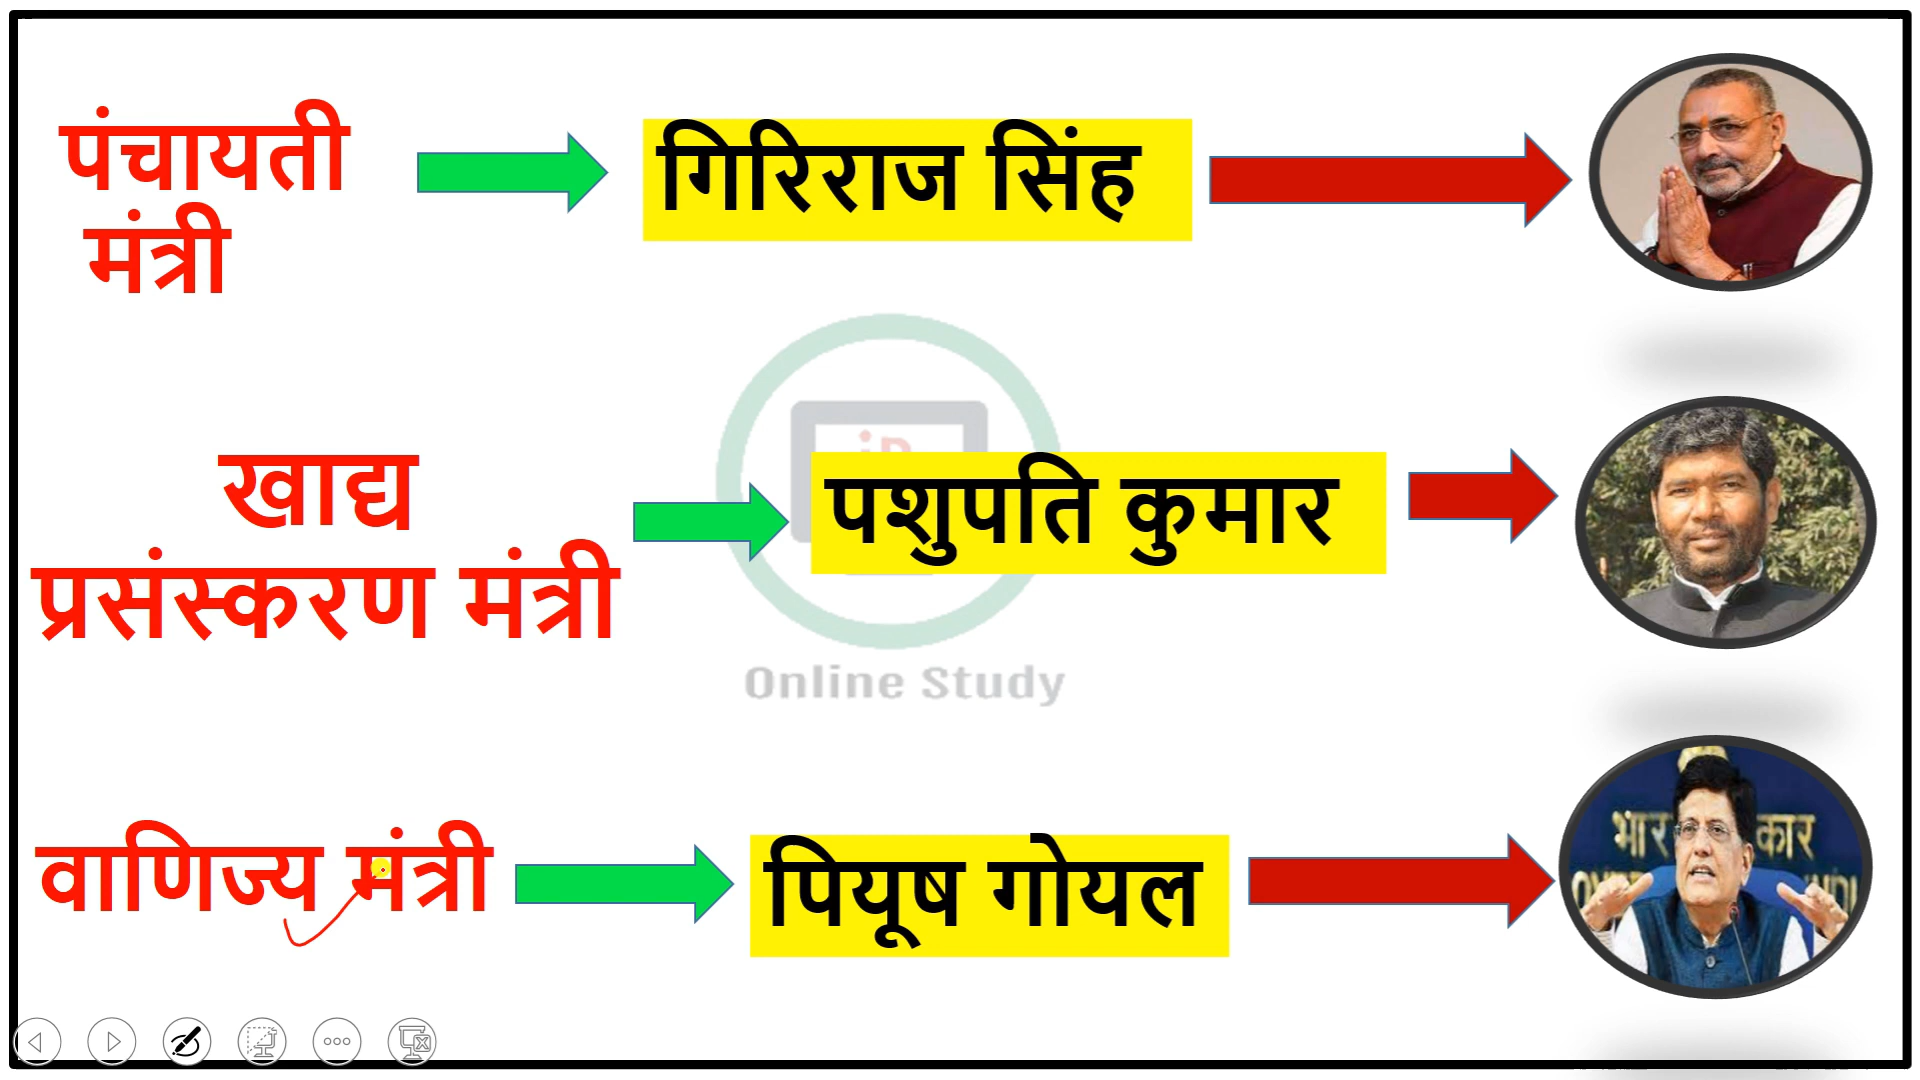 पंचायती
मंत्री
गिरिराज सिंह
खाद्य
प्रसंस्करण मंत्री
पशुपति कुमार
Online Study
वाणिज्य मंत्री
पियूष गोयल